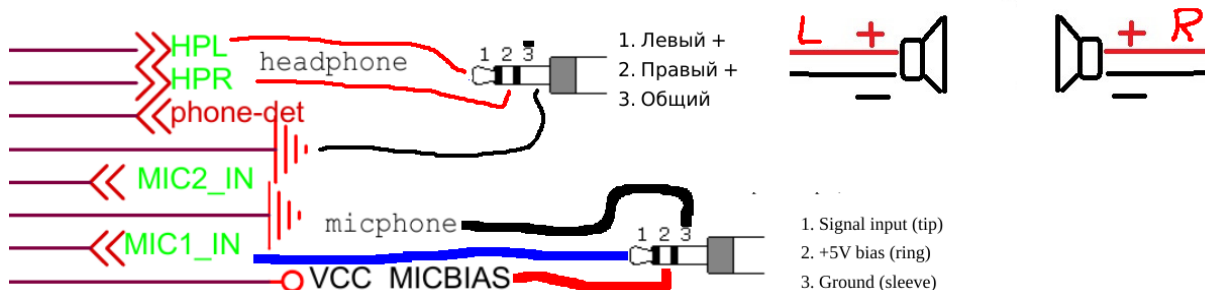 HPL
HPR
phone-det
headphone
1 2 3
1. Левый +
2. Правый +
3. Общий
L +
+ R
MIC2_IN
MIC1_IN
micphone
VCC MICBIAS
1 2 3
1. Signal input (tip)
2. +5V bias (ring)
3. Ground (sleeve)